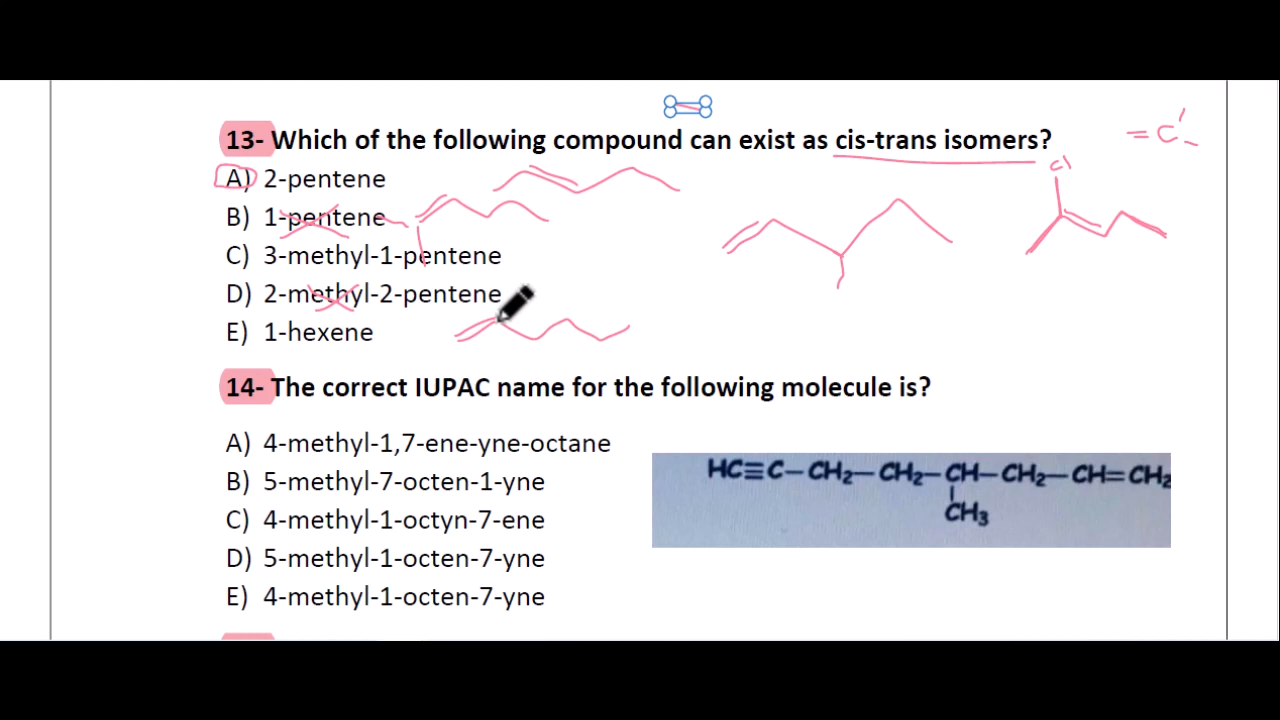 13- Which of the following compound can exist as cis-trans isomers?
= C
Cl
A) 2-pentene
B) 1-pentene
C) 3-methyl-1-pentene
D) 2-methyl-2-pentene
E) 1-hexene
14- The correct IUPAC name for the following molecule is?
A) 4-methyl-1,7-ene-yne-octane
B) 5-methyl-7-octen-1-yne
C) 4-methyl-1-octyn-7-ene
D) 5-methyl-1-octen-7-yne
E) 4-methyl-1-octen-7-yne
HC≡C–CH₂–CH₂–CH–CH₂–CH=CH₂
CH₃